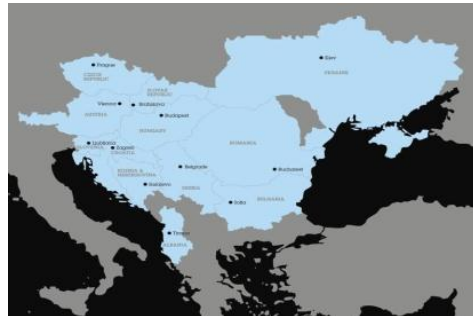 Prague
CZECH
REPUBLIC
Kiev
UKRAINE
Vienna
Bratislava
SLOVAK
REPUBLIC
AUSTRIA
Budapest
HUNGARY
Ljubljana
SLOVENIA
Zagreb
CROATIA
ROMANIA
BOSNIA &
HERZEGOVINA
Belgrade
Bucharest
Sarajevo
SERBIA
Sofia
BULGARIA
Tirana
ALBANIA